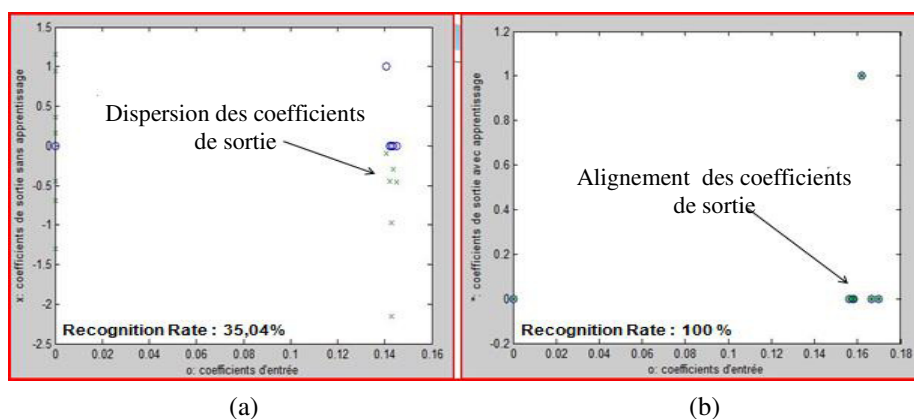 1.5
1
0.5
0
-0.5
-1
-1.5
-2
-2.5
x: coefficients de sortie sans apprentissage
Dispersion des coefficients
de sortie
Recognition Rate : 35,04%
0 0.02 0.04 0.06 0.08 0.1 0.12 0.14 0.16
o: coefficients d'entrée
(a)
1.2
1
0.8
0.6
0.4
0.2
0
-0.2
*: coefficients de sortie avec apprentissage
Alignement des coefficients
de sortie
Recognition Rate : 100 %
0 0.02 0.04 0.06 0.08 0.1 0.12 0.14 0.16 0.18
o: coefficients d'entrée
(b)